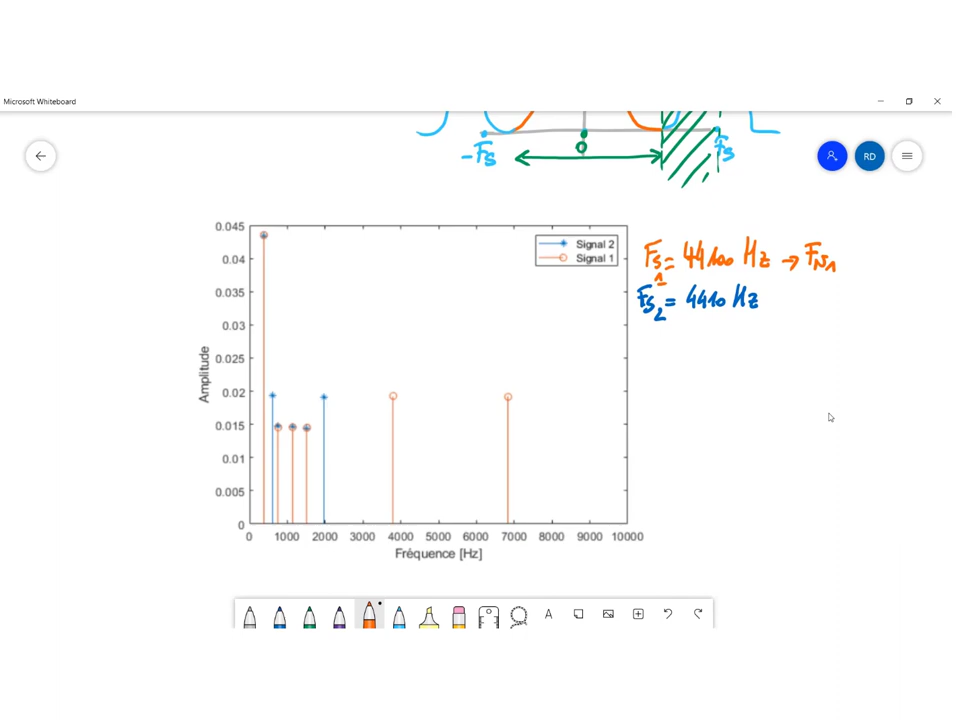 Microsoft Whiteboard
-Fs
0
Fs
RD
0.045
0.04
0.035
0.03
0.025
0.02
0.015
0.01
0.005
0
Amplitude
Signal 2
Signal 1
0 1000 2000 3000 4000 5000 6000 7000 8000 9000 10000
Fréquence [Hz]
Fs1 = 44100 Hz → FN1
Fs2 = 4410 Hz
A